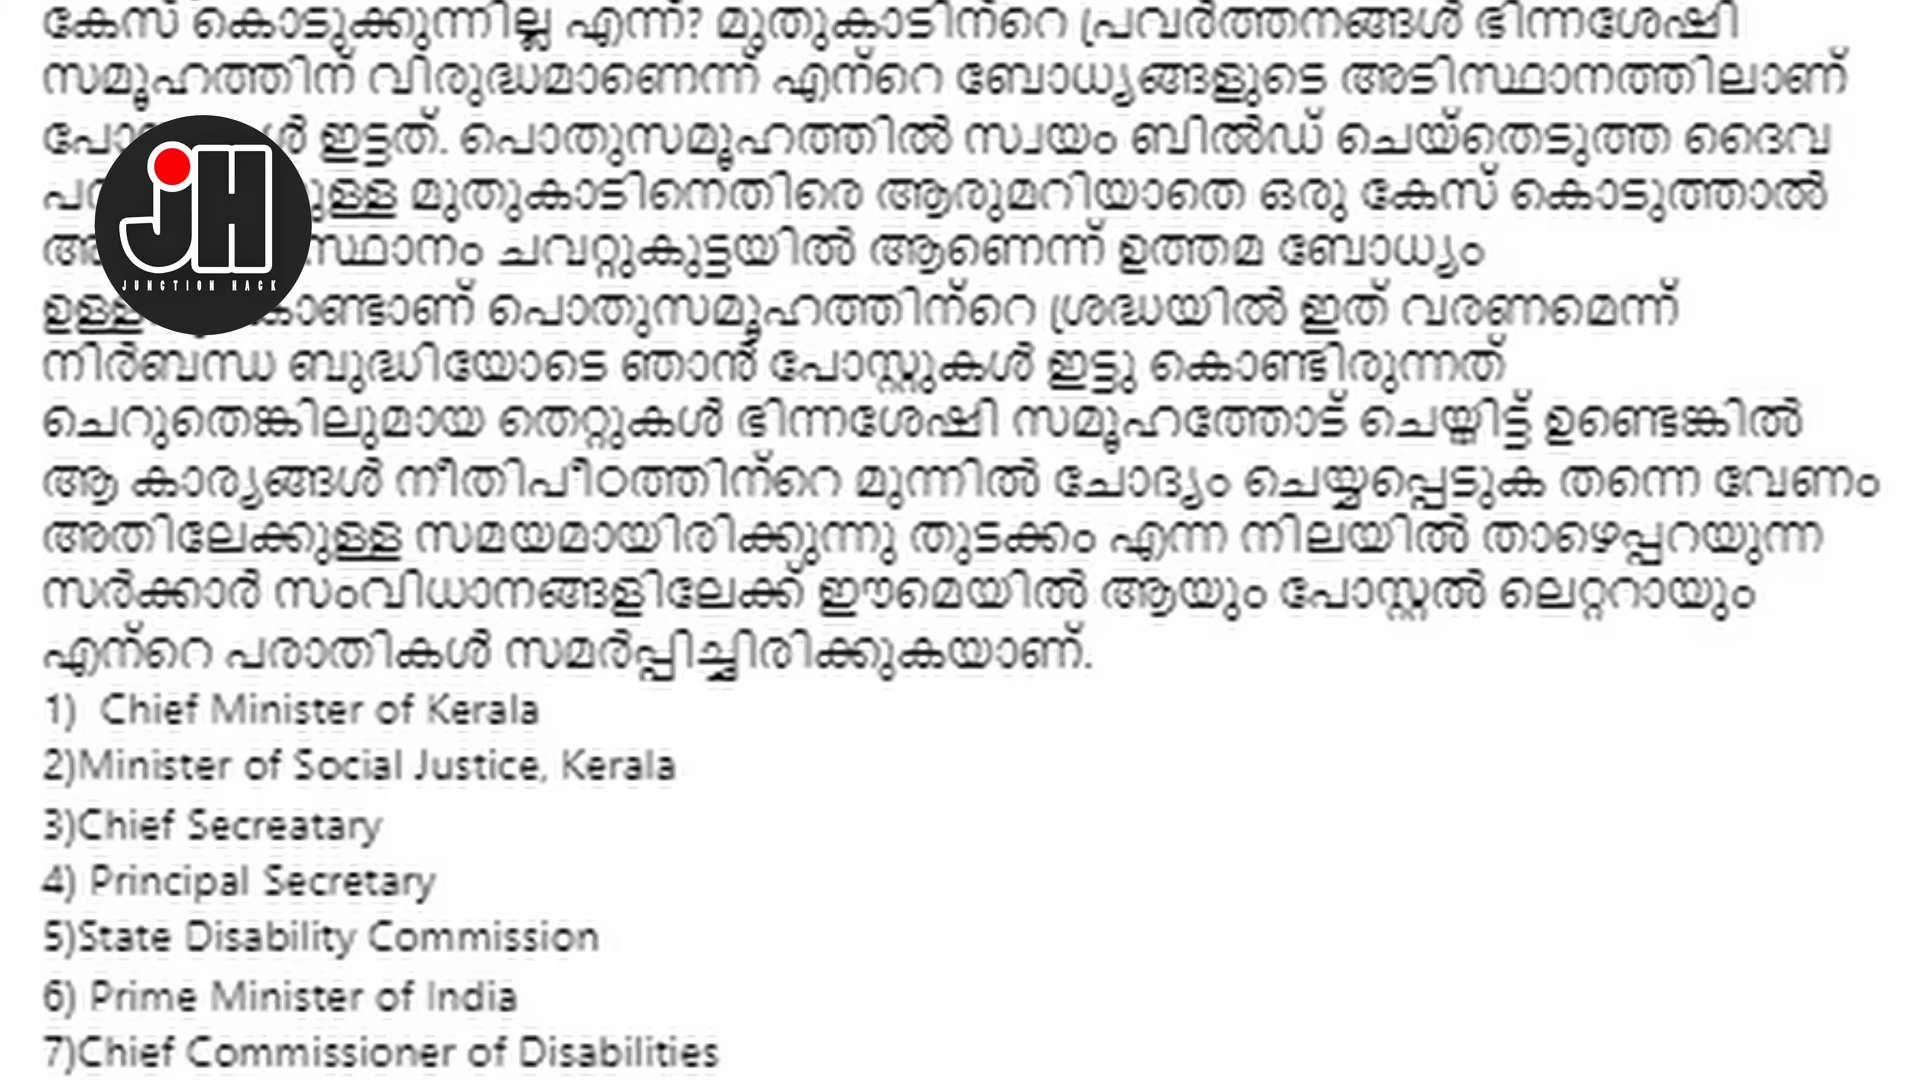 കേസ് കൊടുക്കുന്നില്ല എന്ന്? മുതുകാടിന്റെ പ്രവർത്തനങ്ങൾ ഭിന്നശേഷി
സമൂഹത്തിന് വിരുദ്ധമാണെന്ന് എന്റെ ബോധ്യങ്ങളുടെ അടിസ്ഥാനത്തിലാണ്
ഇട്ടത്. പൊതുസമൂഹത്തിൽ സ്വയം ബിൽഡ് ചെയ്തെടുത്ത ദൈവ
മുതുകാടിനെതിരെ ആരുമറിയാതെ ഒരു കേസ് കൊടുത്താൽ
ചവറ്റുകുട്ടയിൽ ആണെന്ന് ഉത്തമ ബോധ്യം
പൊതുസമൂഹത്തിന്റെ ശ്രദ്ധയിൽ ഇത് വരണമെന്ന്
നിർബന്ധ ബുദ്ധിയോടെ ഞാൻ പോസ്റ്റുകൾ ഇട്ടു കൊണ്ടിരുന്നത്
ചെറുതെങ്കിലുമായ തെറ്റുകൾ ഭിന്നശേഷി സമൂഹത്തോട് ചെയ്തിട്ട് ഉണ്ടെങ്കിൽ
ആ കാര്യങ്ങൾ നീതിപീഠത്തിന്റെ മുന്നിൽ ചോദ്യം ചെയ്യപ്പെടുക തന്നെ വേണം
അതിലേക്കുള്ള സമയമായിരിക്കുന്നു തുടക്കം എന്ന നിലയിൽ താഴെപ്പറയുന്ന
സർക്കാർ സംവിധാനങ്ങളിലേക്ക് ഈമെയിൽ ആയും പോസ്റ്റൽ ലെറ്ററായും
എന്റെ പരാതികൾ സമർപ്പിച്ചിരിക്കുകയാണ്.
1) Chief Minister of Kerala
2)Minister of Social Justice, Kerala
3)Chief Secreatary
4) Principal Secretary
5)State Disability Commission
6) Prime Minister of India
7)Chief Commissioner of Disabilities
JH
JUNCTION HACK